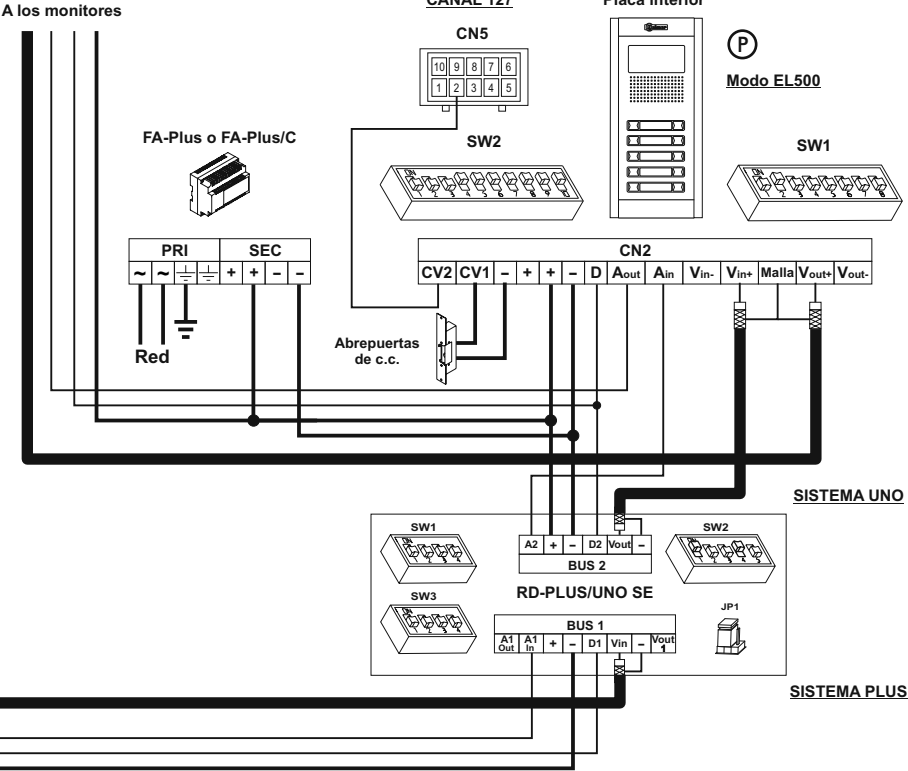 A los monitores
CANAL 127
Placa interior
CN5
10 9 8 7 6
1 2 3 4 5
P
Modo EL500
FA-Plus o FA-Plus/C
SW2
SW1
PRI SEC
~ ~ + + - -
CN2
CV2 CV1 - + + - D Aout Ain Vin- Vin+ Malla Vout+ Vout-
Red
Abrepuertas
de c.c.
SISTEMA UNO
SW1
SW2
A2 + - D2 Vout -
BUS 2
RD-PLUS/UNO SE
SW3
JP1
BUS 1
A1 Out A1 In + - D1 Vin - Vout 1
SISTEMA PLUS